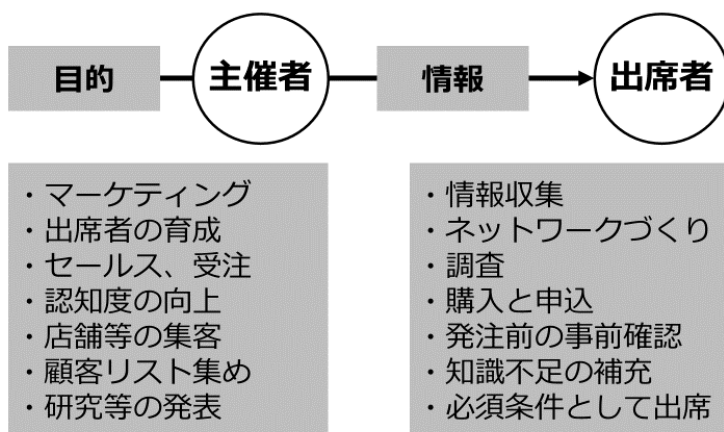 目的 主催者 情報 出席者
・マーケティング
・出席者の育成
・セールス、受注
・認知度の向上
・店舗等の集客
・顧客リスト集め
・研究等の発表
・情報収集
・ネットワークづくり
・調査
・購入と申込
・発注前の事前確認
・知識不足の補充
・必須条件として出席